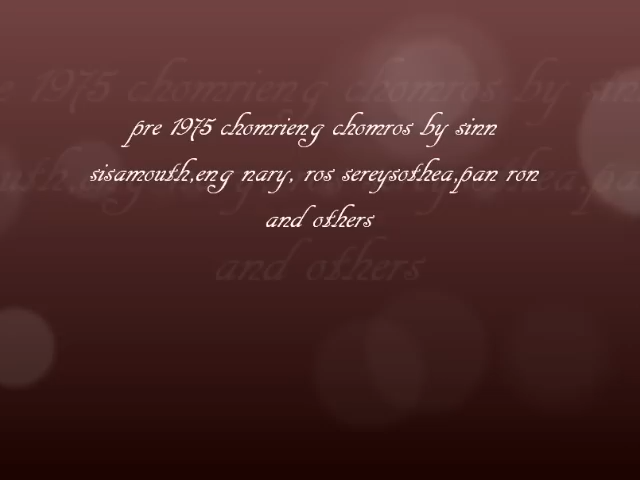 pre 1975 chomrieng chomros by sinn
sisamouth,eng nary, ros sereysothea,pan ron
and others